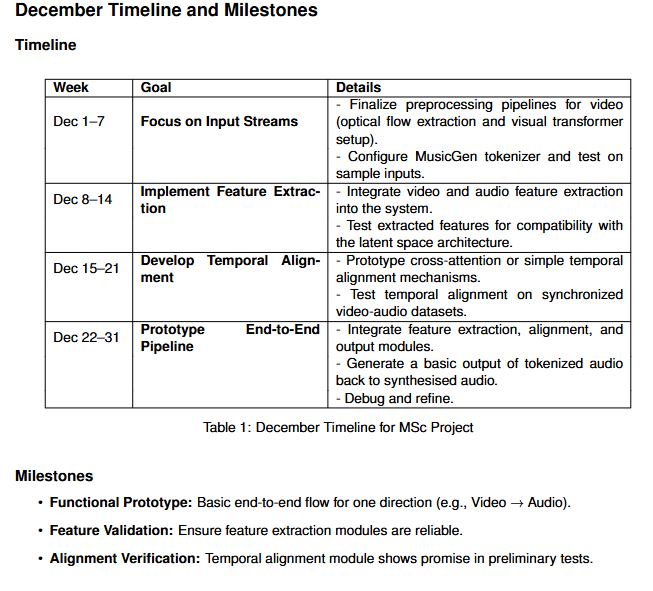 December Timeline and Milestones
Timeline
Week Goal Details
Dec 1–7 Focus on Input Streams - Finalize preprocessing pipelines for video
(optical flow extraction and visual transformer
setup).
- Configure MusicGen tokenizer and test on
sample inputs.
Dec 8–14 Implement Feature Extrac- - Integrate video and audio feature extraction
tion into the system.
- Test extracted features for compatibility with
the latent space architecture.
Dec 15–21 Develop Temporal Align- - Prototype cross-attention or simple temporal
ment alignment mechanisms.
- Test temporal alignment on synchronized
video-audio datasets.
Dec 22–31 Prototype End-to-End - Integrate feature extraction, alignment, and
Pipeline output modules.
- Generate a basic output of tokenized audio
back to synthesised audio.
- Debug and refine.
Table 1: December Timeline for MSc Project
Milestones
• Functional Prototype: Basic end-to-end flow for one direction (e.g., Video → Audio).
• Feature Validation: Ensure feature extraction modules are reliable.
• Alignment Verification: Temporal alignment module shows promise in preliminary tests.